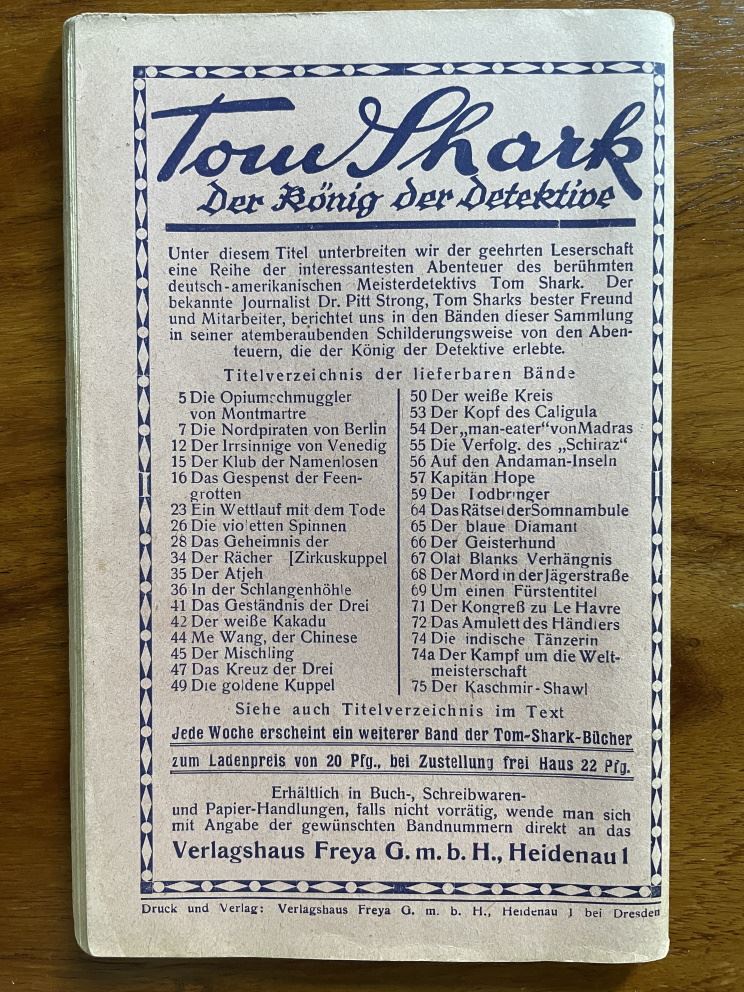 Tom Shark
Der König der Detektive
Unter diesem Titel unterbreiten wir der geehrten Leserschaft
eine Reihe der interessantesten Abenteuer des berühmten
deutsch-amerikanischen Meisterdetektivs Tom Shark. Der
bekannte Journalist Dr. Pitt Strong, Tom Sharks bester Freund
und Mitarbeiter, berichtet uns in den Bänden dieser Sammlung
in seiner atemberaubenden Schilderungsweise von den Aben-
teuern, die der König der Detektive erlebte.
Titelverzeichnis der lieferbaren Bände
5 Die Opiumschmuggler
von Montmartre
7 Die Nordpiraten von Berlin
12 Der Irrsinnige von Venedig
15 Der Klub der Namenlosen
16 Das Gespenst der Feen-
grotten
23 Ein Wettlauf mit dem Tode
26 Die violetten Spinnen
28 Das Geheimnis der
34 Der Rächer [Zirkuskuppel
35 Der Atjeh
36 In der Schlangenhöhle
41 Das Geständnis der Drei
42 Der weiße Kakadu
44 Me Wang, der Chinese
45 Der Mischling
47 Das Kreuz der Drei
49 Die goldene Kuppel
50 Der weiße Kreis
53 Der Kopf des Caligula
54 Der „man-eater“ von Madras
55 Die Verfolg. des „Schiraz“
56 Auf den Andaman-Inseln
57 Kapitän Hope
59 Der Todbringer
64 Das Rätsel der Somnambule
65 Der blaue Diamant
66 Der Geisterhund
67 Olaf Blanks Verhängnis
68 Der Mord in der Jägerstraße
69 Um einen Fürstentitel
71 Der Kongreß zu Le Havre
72 Das Amulett des Händlers
74 Die indische Tänzerin
74a Der Kampf um die Welt-
meisterschaft
75 Der Kaschmir-Shawl
Siehe auch Titelverzeichnis im Text
Jede Woche erscheint ein weiterer Band der Tom-Shark-Bücher
zum Ladenpreis von 20 Pfg., bei Zustellung frei Haus 22 Pfg.
Erhältlich in Buch-, Schreibwaren-
und Papier-Handlungen, falls nicht vorrätig, wende man sich
mit Angabe der gewünschten Bandnummern direkt an das
Verlagshaus Freya G. m. b. H., Heidenau 1
Druck und Verlag: Verlagshaus Freya G. m. b. H., Heidenau 1 bei Dresden